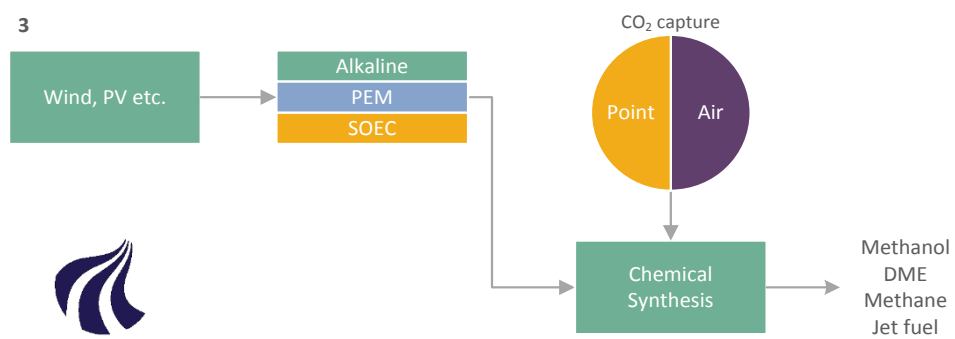 3
CO₂ capture
Wind, PV etc.
Alkaline
PEM
SOEC
Point
Air
Chemical
Synthesis
Methanol
DME
Methane
Jet fuel